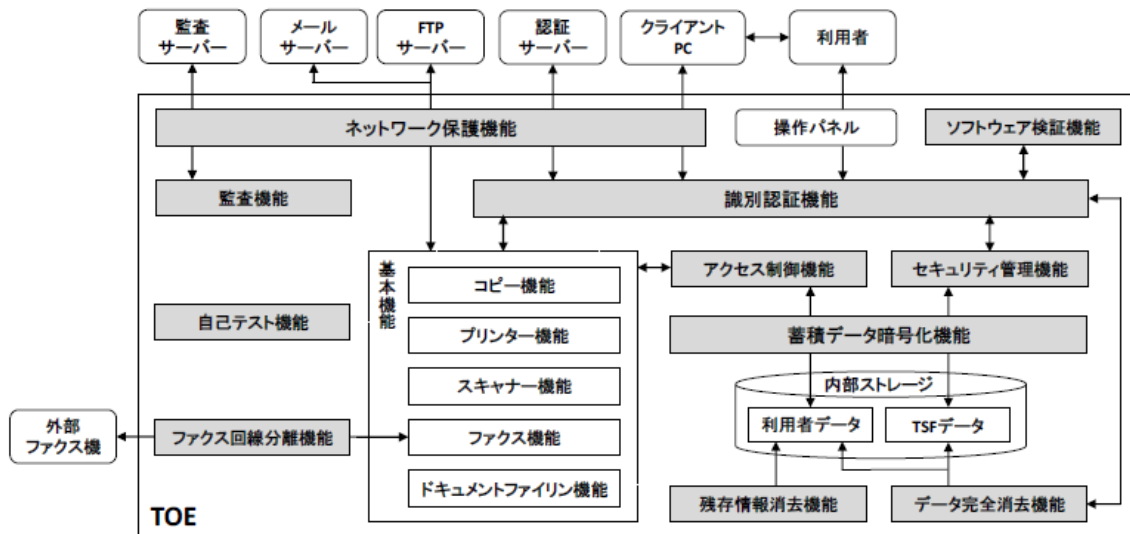 監査
サーバー
メール
サーバー
FTP
サーバー
認証
サーバー
クライアント
PC
利用者
ネットワーク保護機能
操作パネル
ソフトウェア検証機能
監査機能
識別認証機能
基本機能
コピー機能
アクセス制御機能
セキュリティ管理機能
自己テスト機能
プリンター機能
蓄積データ暗号化機能
スキャナー機能
内部ストレージ
外部
ファクス機
ファクス回線分離機能
ファクス機能
利用者データ
TSFデータ
ドキュメントファイリン機能
残存情報消去機能
データ完全消去機能
TOE